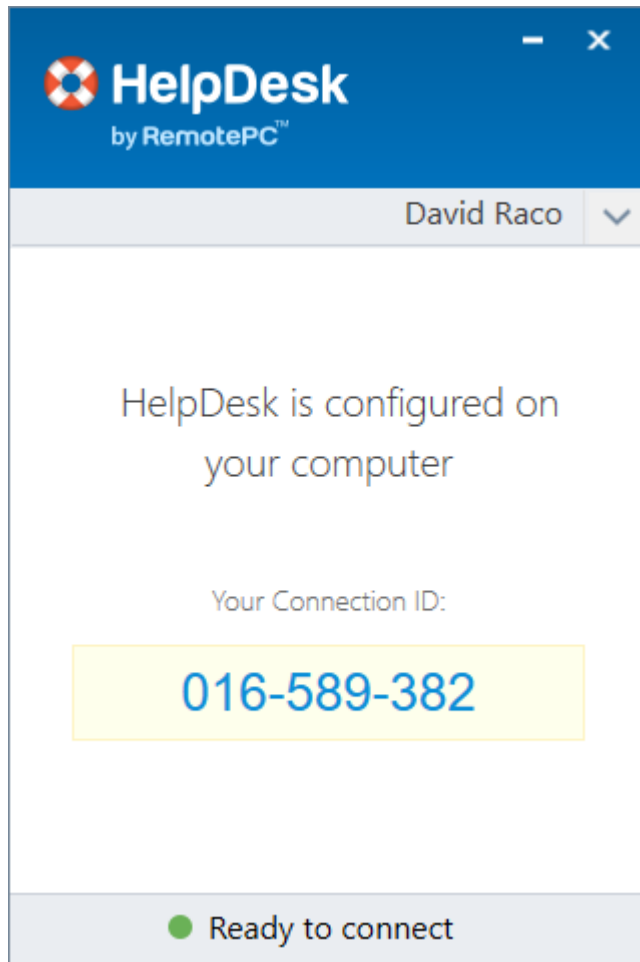 HelpDesk
by RemotePC™
David Raco
HelpDesk is configured on
your computer
Your Connection ID:
016-589-382
Ready to connect